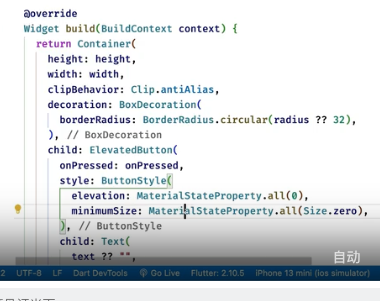 @override
Widget build(BuildContext context) {
return Container(
height: height,
width: width,
clipBehavior: Clip.antiAlias,
decoration: BoxDecoration(
borderRadius: BorderRadius.circular(radius ?? 32),
), // BoxDecoration
child: ElevatedButton(
onPressed: onPressed,
style: ButtonStyle(
elevation: MaterialStateProperty.all(0),
minimumSize: MaterialStateProperty.all(Size.zero),
), // ButtonStyle
child: Text(
text ?? "",
自动
2 UTF-8 LF Dart DevTools Go Live Flutter: 2.10.5 iPhone 13 mini (ios simulator)